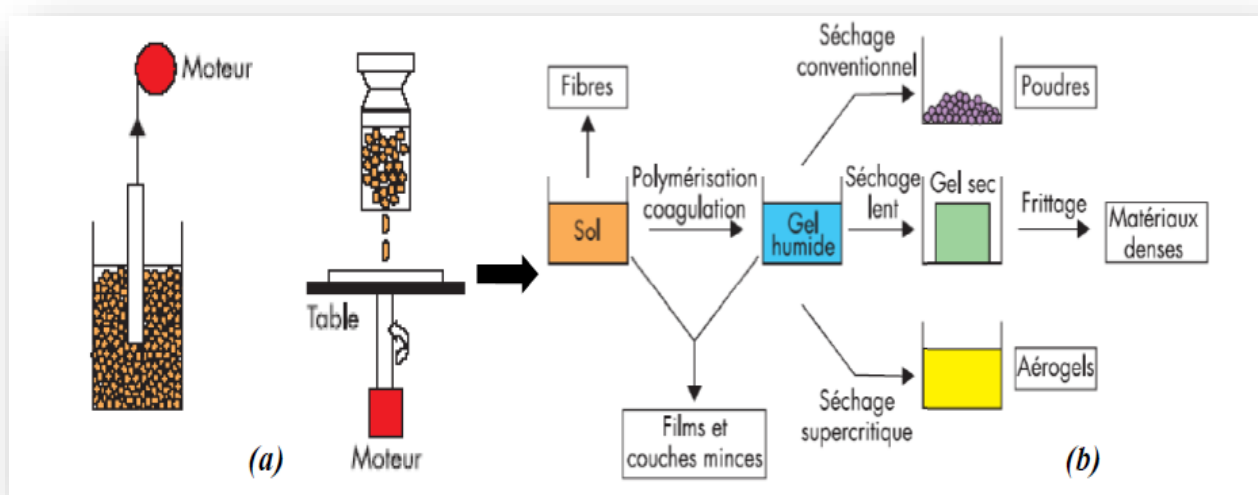 Moteur
Table
Moteur
(a)
Fibres
Sol
Polymérisation
coagulation
Gel
humide
Films et
couches minces
Séchage
conventionnel
Poudres
Séchage
lent
Gel sec
Frittage
Matériaux
denses
Séchage
supercritique
Aérogels
(b)